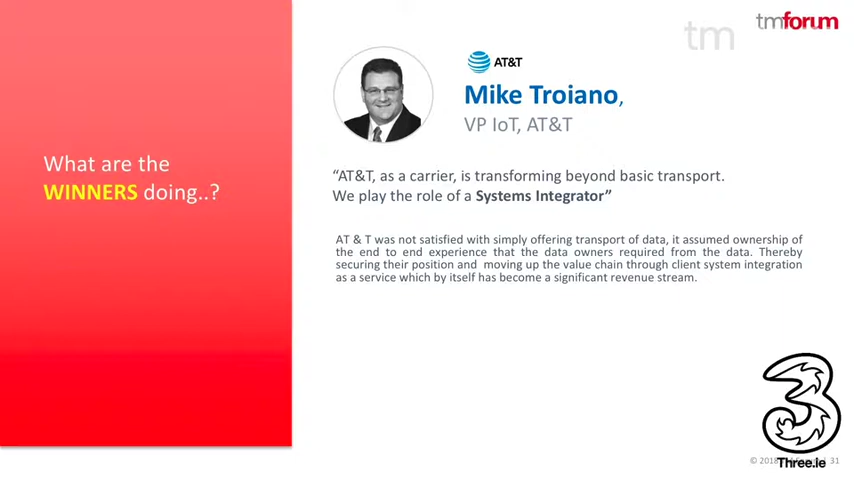 tm
tmforum
AT&T
Mike Troiano,
VP IoT, AT&T
What are the
WINNERS doing..?
“AT&T, as a carrier, is transforming beyond basic transport.
We play the role of a Systems Integrator”
AT & T was not satisfied with simply offering transport of data, it assumed ownership of
the end to end experience that the data owners required from the data. Thereby
securing their position and moving up the value chain through client system integration
as a service which by itself has become a significant revenue stream.
3
Three.ie
© 2018 31